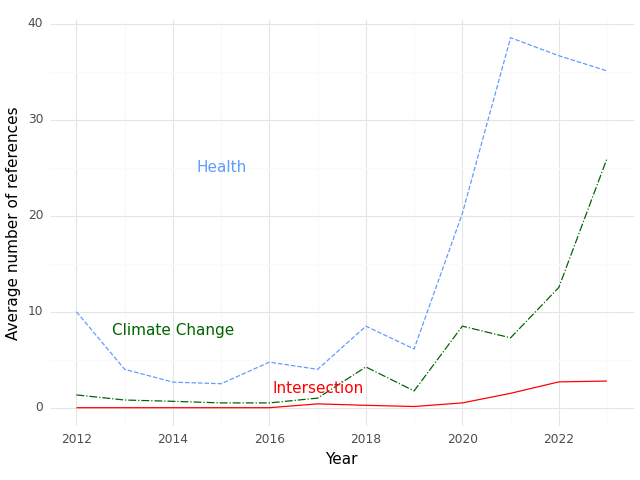 40
30
20
10
0
Average number of references
Health
Climate Change
Intersection
2012 2014 2016 2018 2020 2022
Year